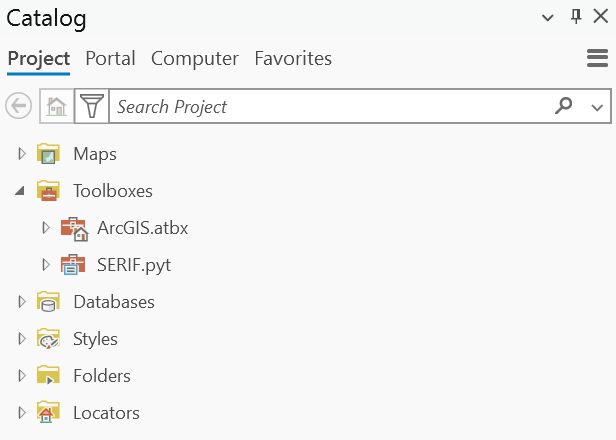 Catalog
Project Portal Computer Favorites
Search Project
Maps
Toolboxes
ArcGIS.atbx
SERIF.pyt
Databases
Styles
Folders
Locators